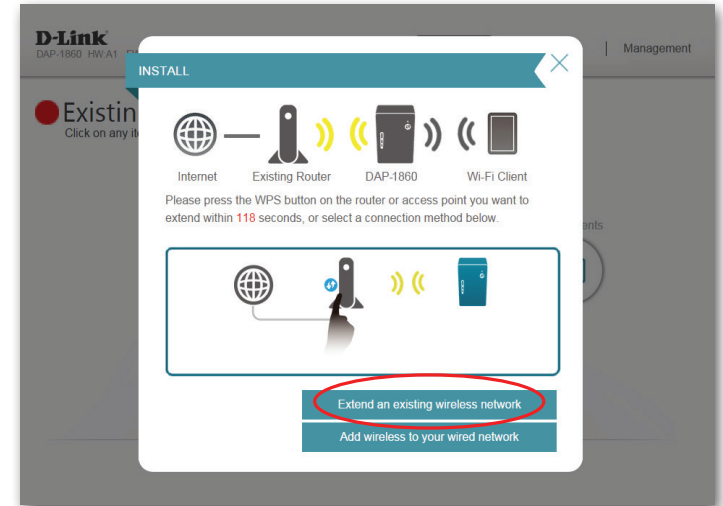 D-Link
DAP-1860 HW:A1
Management
INSTALL
Existin
Click on any it
Internet
Existing Router
DAP-1860
Wi-Fi Client
Please press the WPS button on the router or access point you want to
extend within 118 seconds, or select a connection method below.
ents
Extend an existing wireless network
Add wireless to your wired network